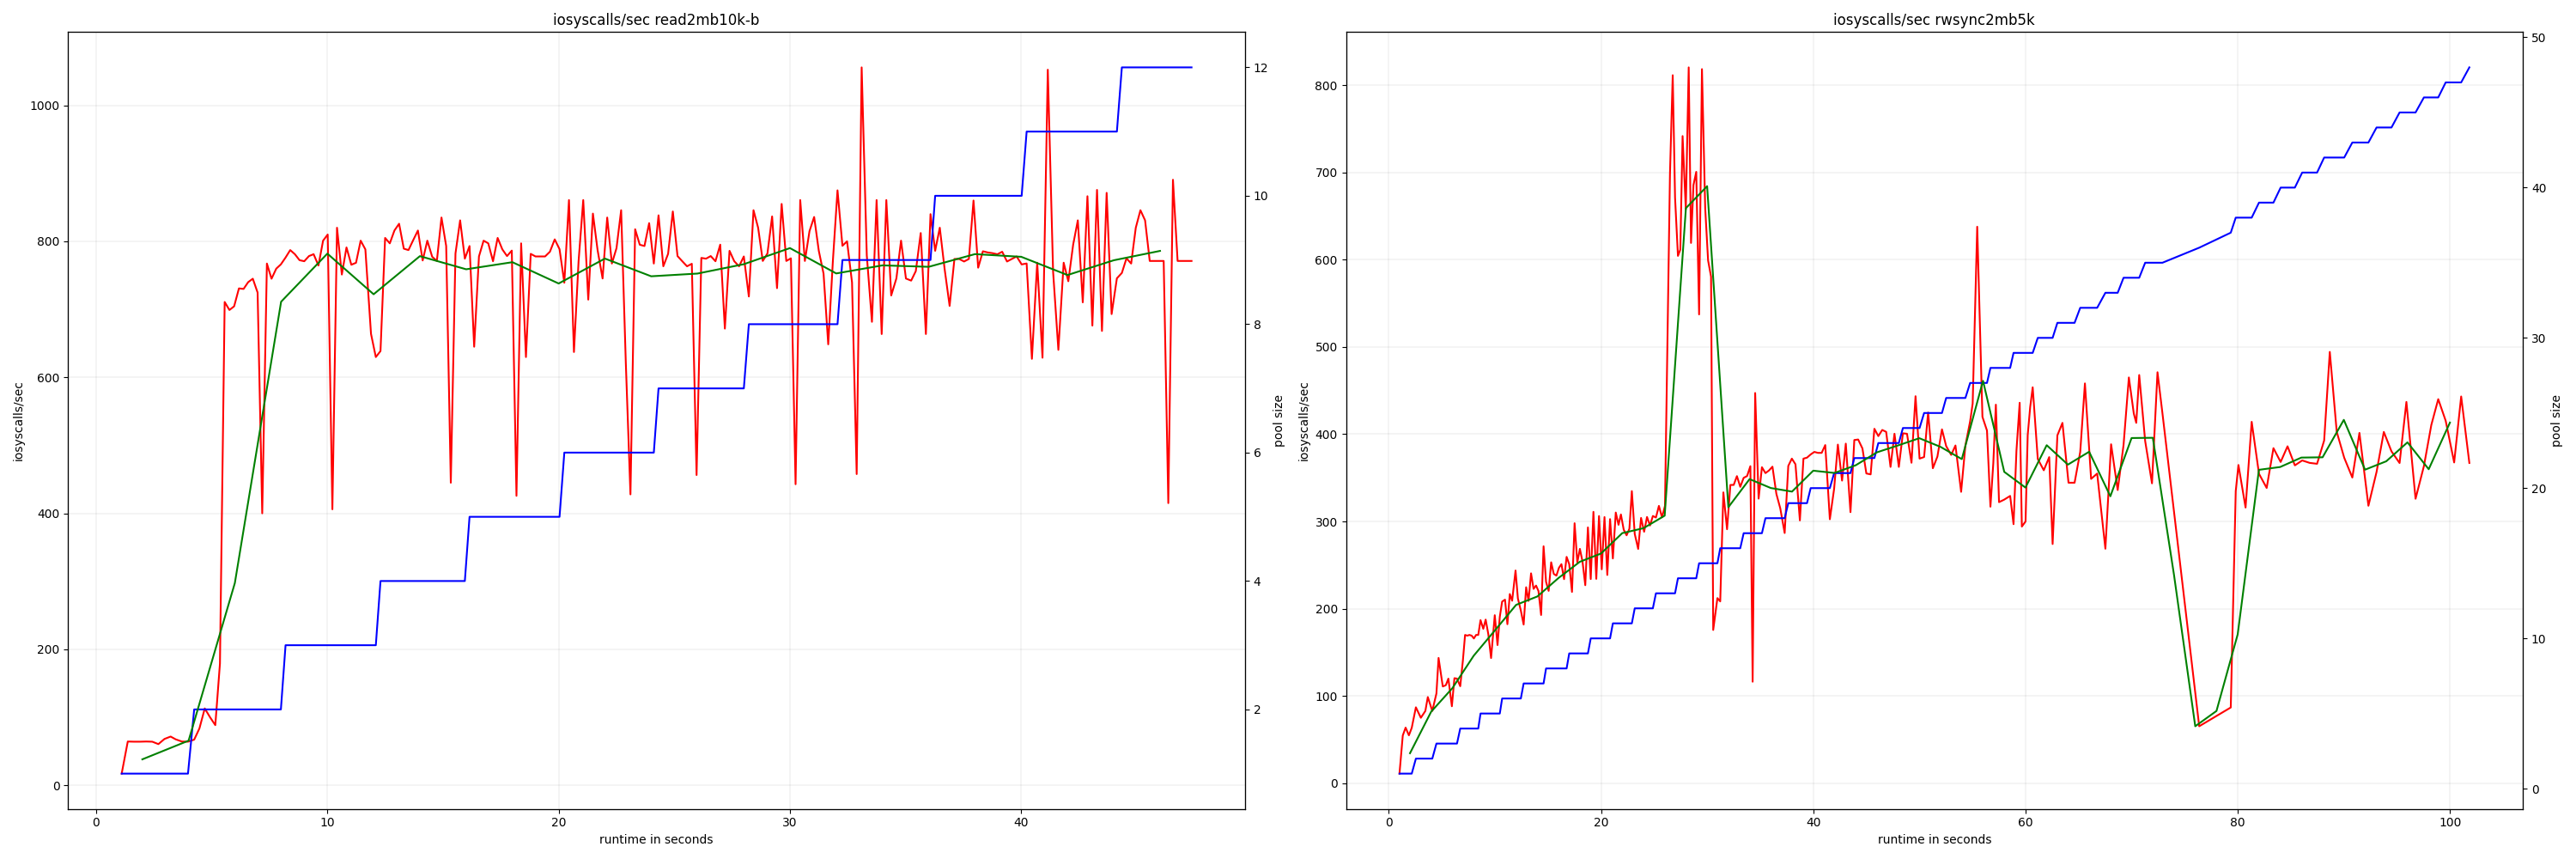 iosyscalls/sec read2mb10k-b
1000
800
600
400
200
0
iosyscalls/sec
0 10 20 30 40
runtime in seconds
12
10
8
6
4
2
pool size
iosyscalls/sec rwsync2mb5k
800
700
600
500
400
300
200
100
0
iosyscalls/sec
0 20 40 60 80 100
runtime in seconds
50
40
30
20
10
0
pool size